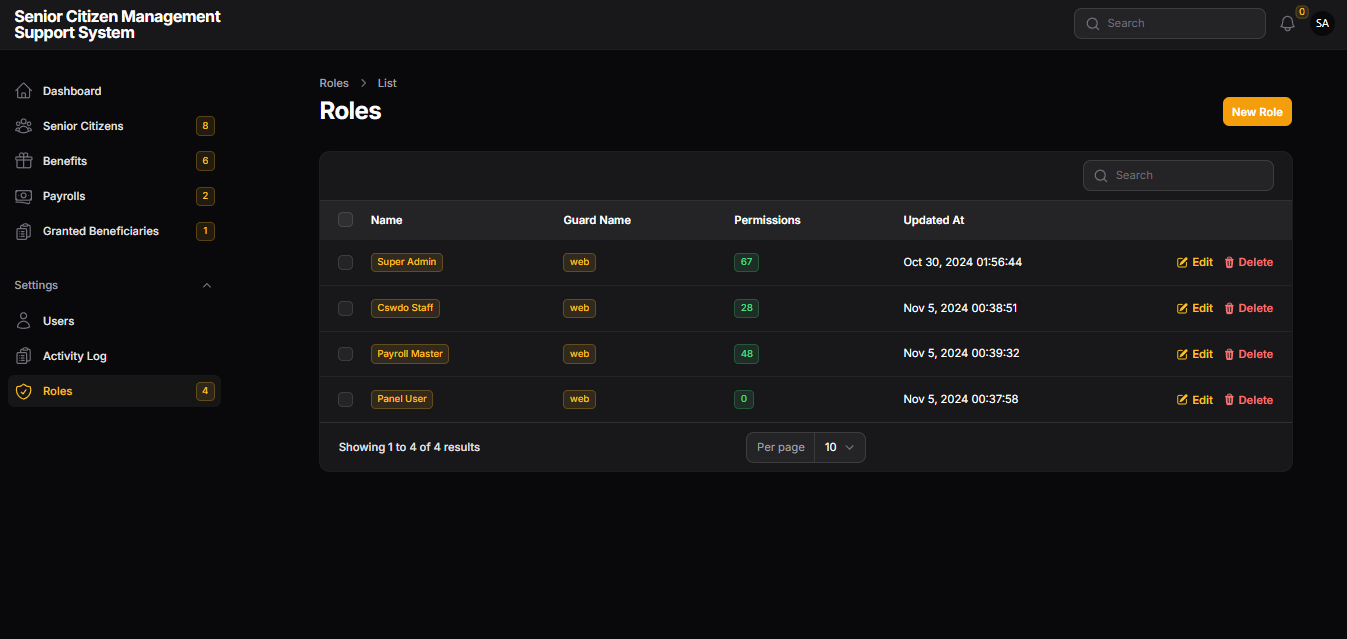 Senior Citizen Management
Support System
Search
0
SA
Dashboard
Senior Citizens 8
Benefits 6
Payrolls 2
Granted Beneficiaries 1
Settings
Users
Activity Log
Roles 4
Roles > List
Roles
New Role
Search
Name Guard Name Permissions Updated At
Super Admin web 67 Oct 30, 2024 01:56:44 Edit Delete
Cswdo Staff web 28 Nov 5, 2024 00:38:51 Edit Delete
Payroll Master web 48 Nov 5, 2024 00:39:32 Edit Delete
Panel User web 0 Nov 5, 2024 00:37:58 Edit Delete
Showing 1 to 4 of 4 results Per page 10